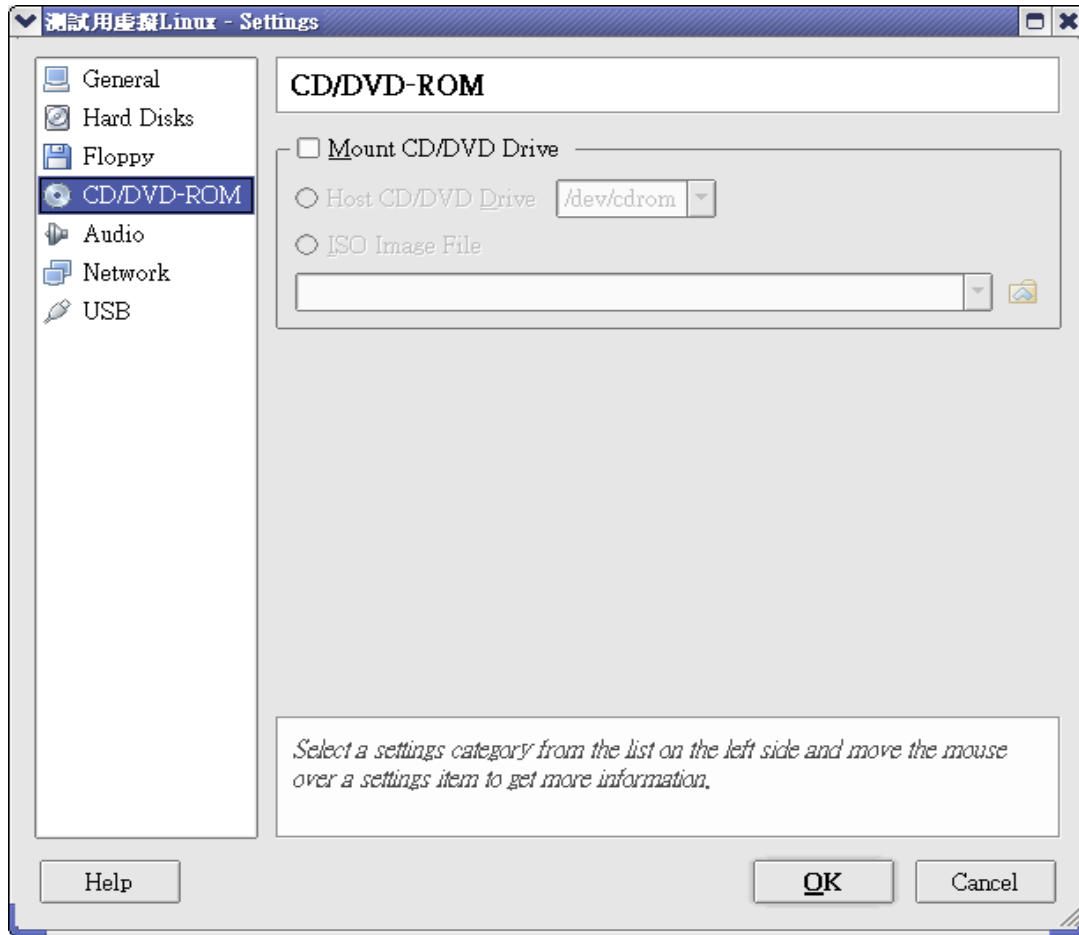 測試用虛擬Linux - Settings
General
Hard Disks
Floppy
CD/DVD-ROM
Audio
Network
USB
CD/DVD-ROM
Mount CD/DVD Drive
Host CD/DVD Drive /dev/cdrom
ISO Image File
Select a settings category from the list on the left side and move the mouse
over a settings item to get more information.
Help
OK
Cancel